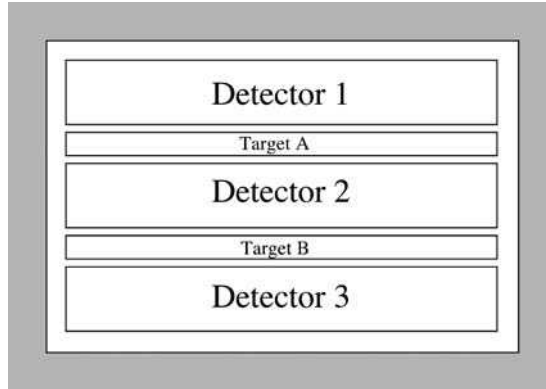 Detector 1
Target A
Detector 2
Target B
Detector 3